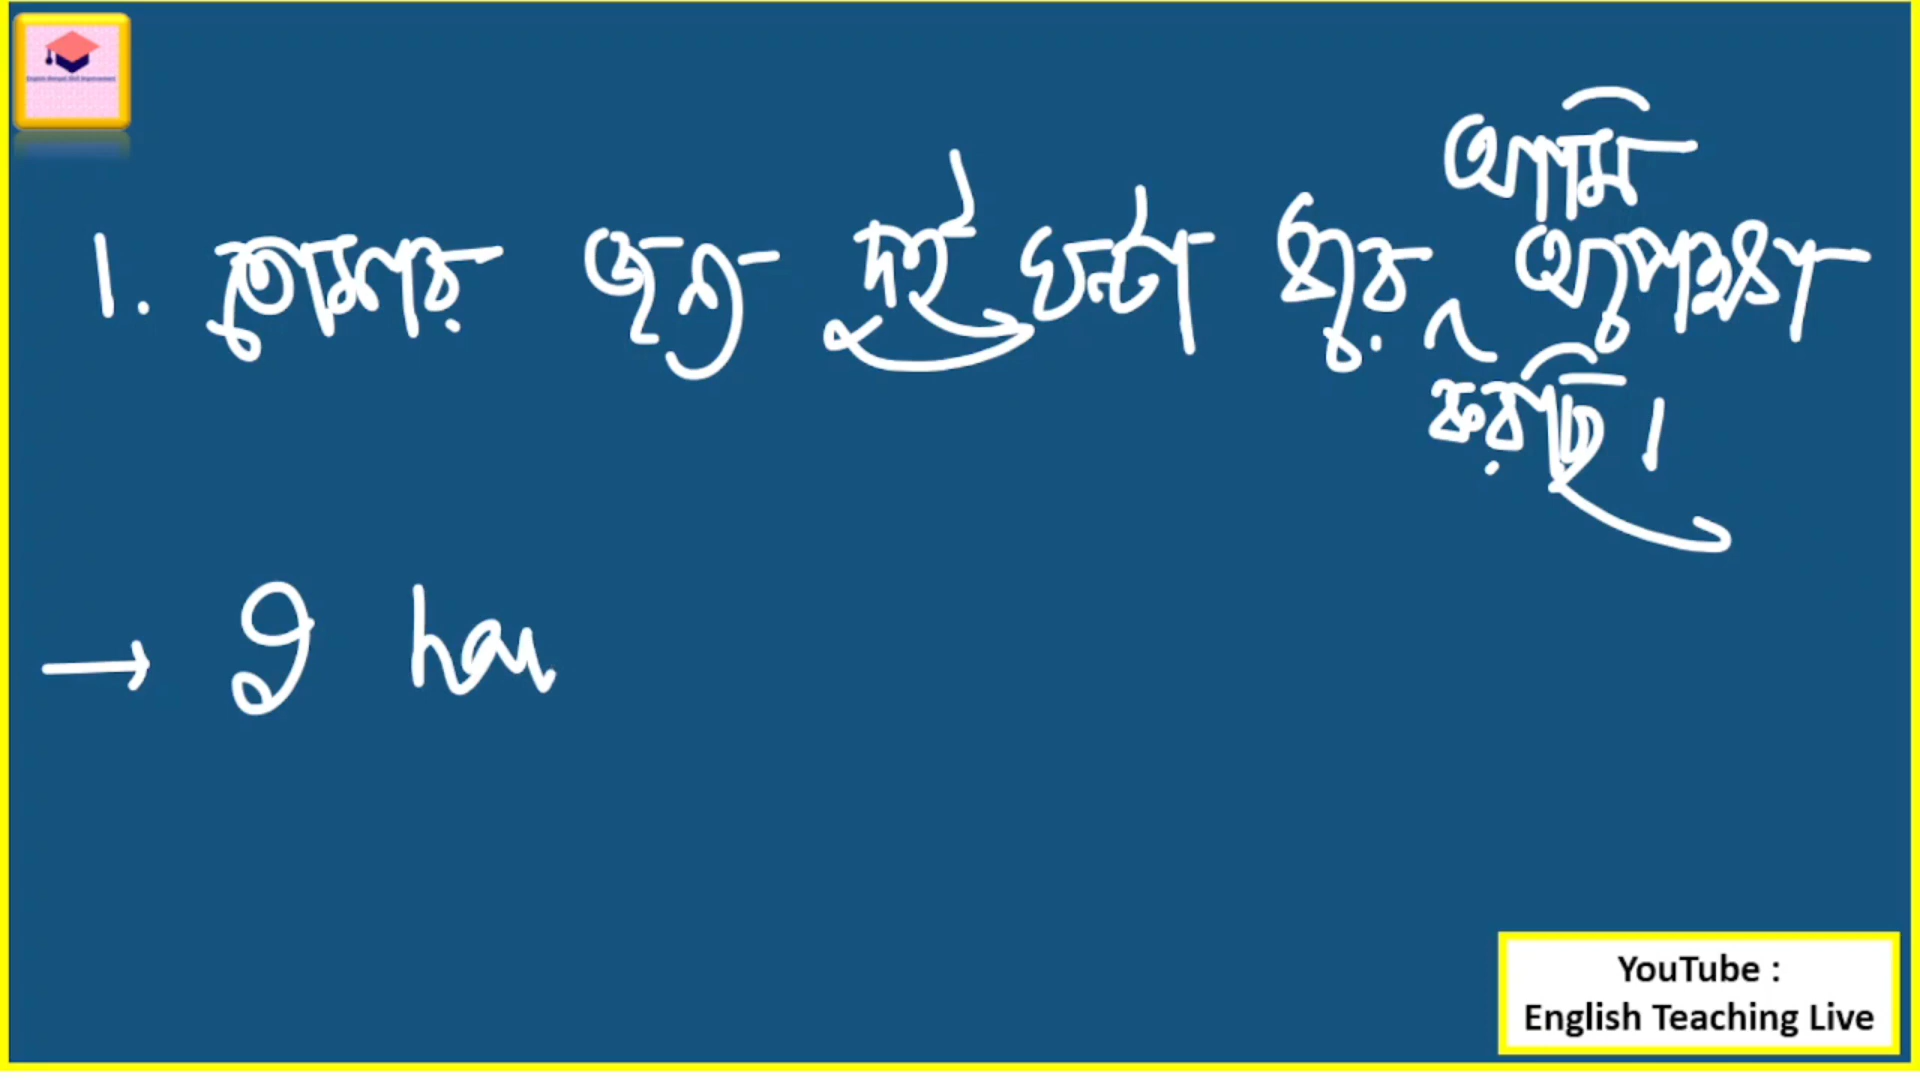 1. তোমার জন্য দুই ঘন্টা ধরে আমি অপেক্ষা
করছি।
→ I hav
YouTube :
English Teaching Live